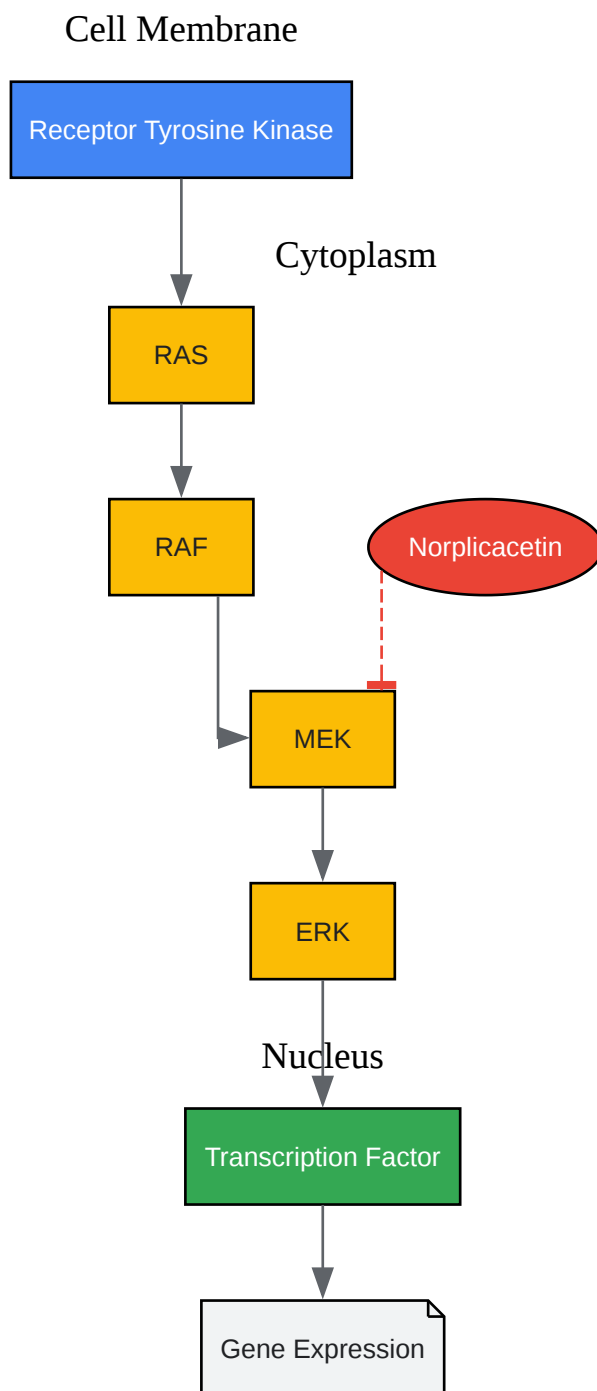 Cell Membrane
Receptor Tyrosine Kinase
Cytoplasm
RAS
RAF
Norplicacetin
MEK
ERK
Nucleus
Transcription Factor
Gene Expression